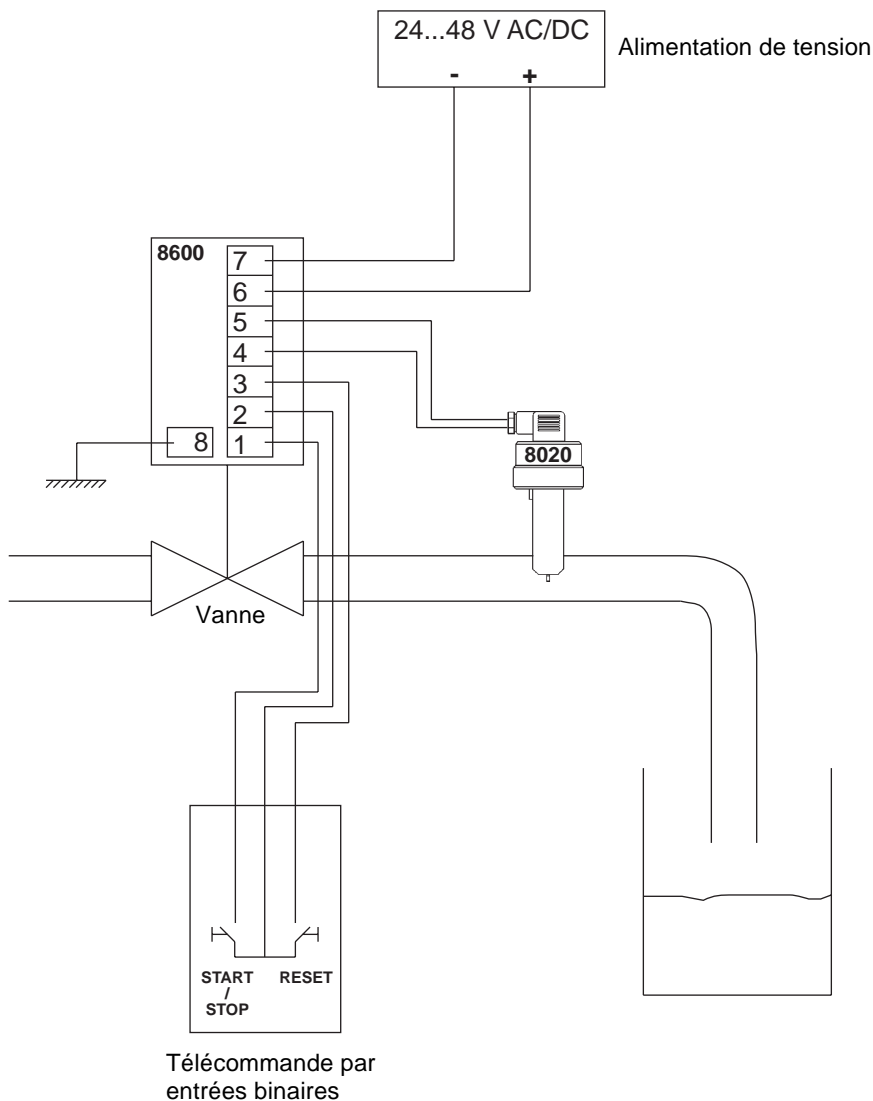 24...48 V AC/DC
- +
Alimentation de tension
8600
7
6
5
4
3
2
1
8
8020
Vanne
START
/
STOP
RESET
Télécommande par
entrées binaires